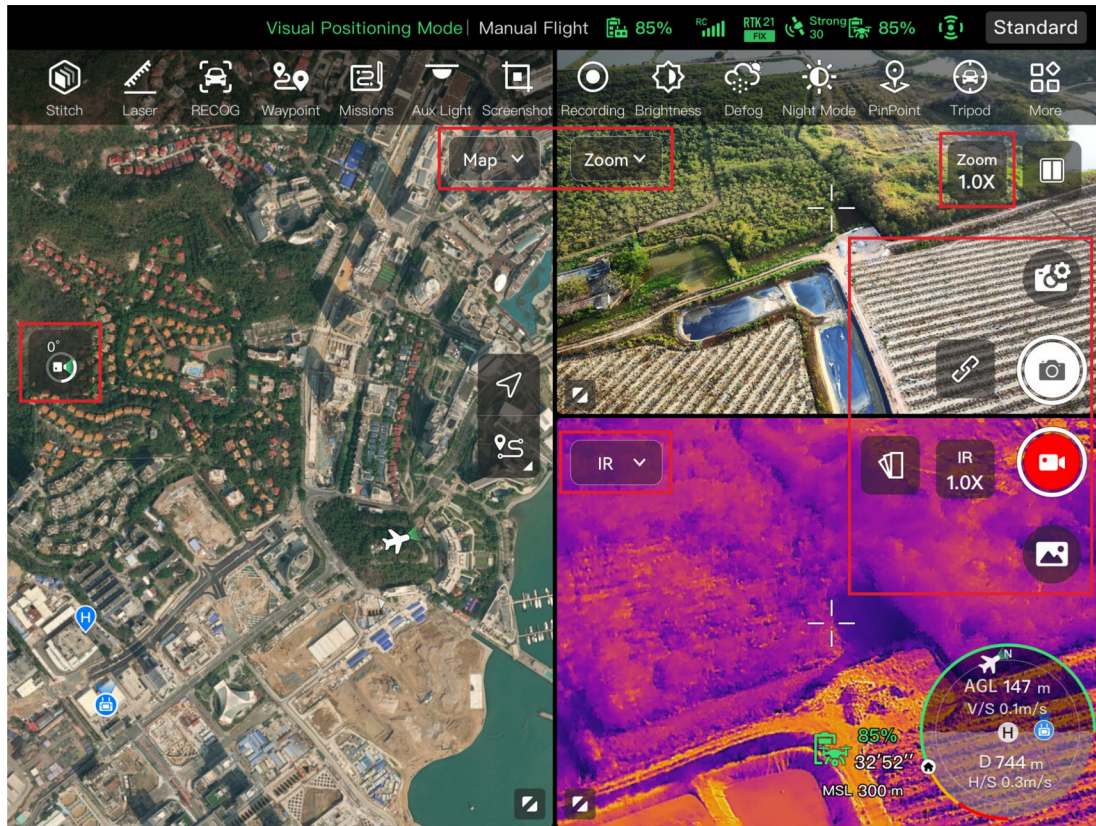 Visual Positioning Mode | Manual Flight 85% RC RTK 21 FIX Strong 30 85% Standard
Stitch Laser RECOG Waypoint Missions Aux Light Screenshot Recording Brightness Defog Night Mode PinPoint Tripod More
Map Zoom Zoom 1.0X
0°
IR IR 1.0X
H
N
AGL 147 m
V/S 0.1m/s
H
85%
32'52''
D 744 m
H/S 0.3m/s
MSL 300 m